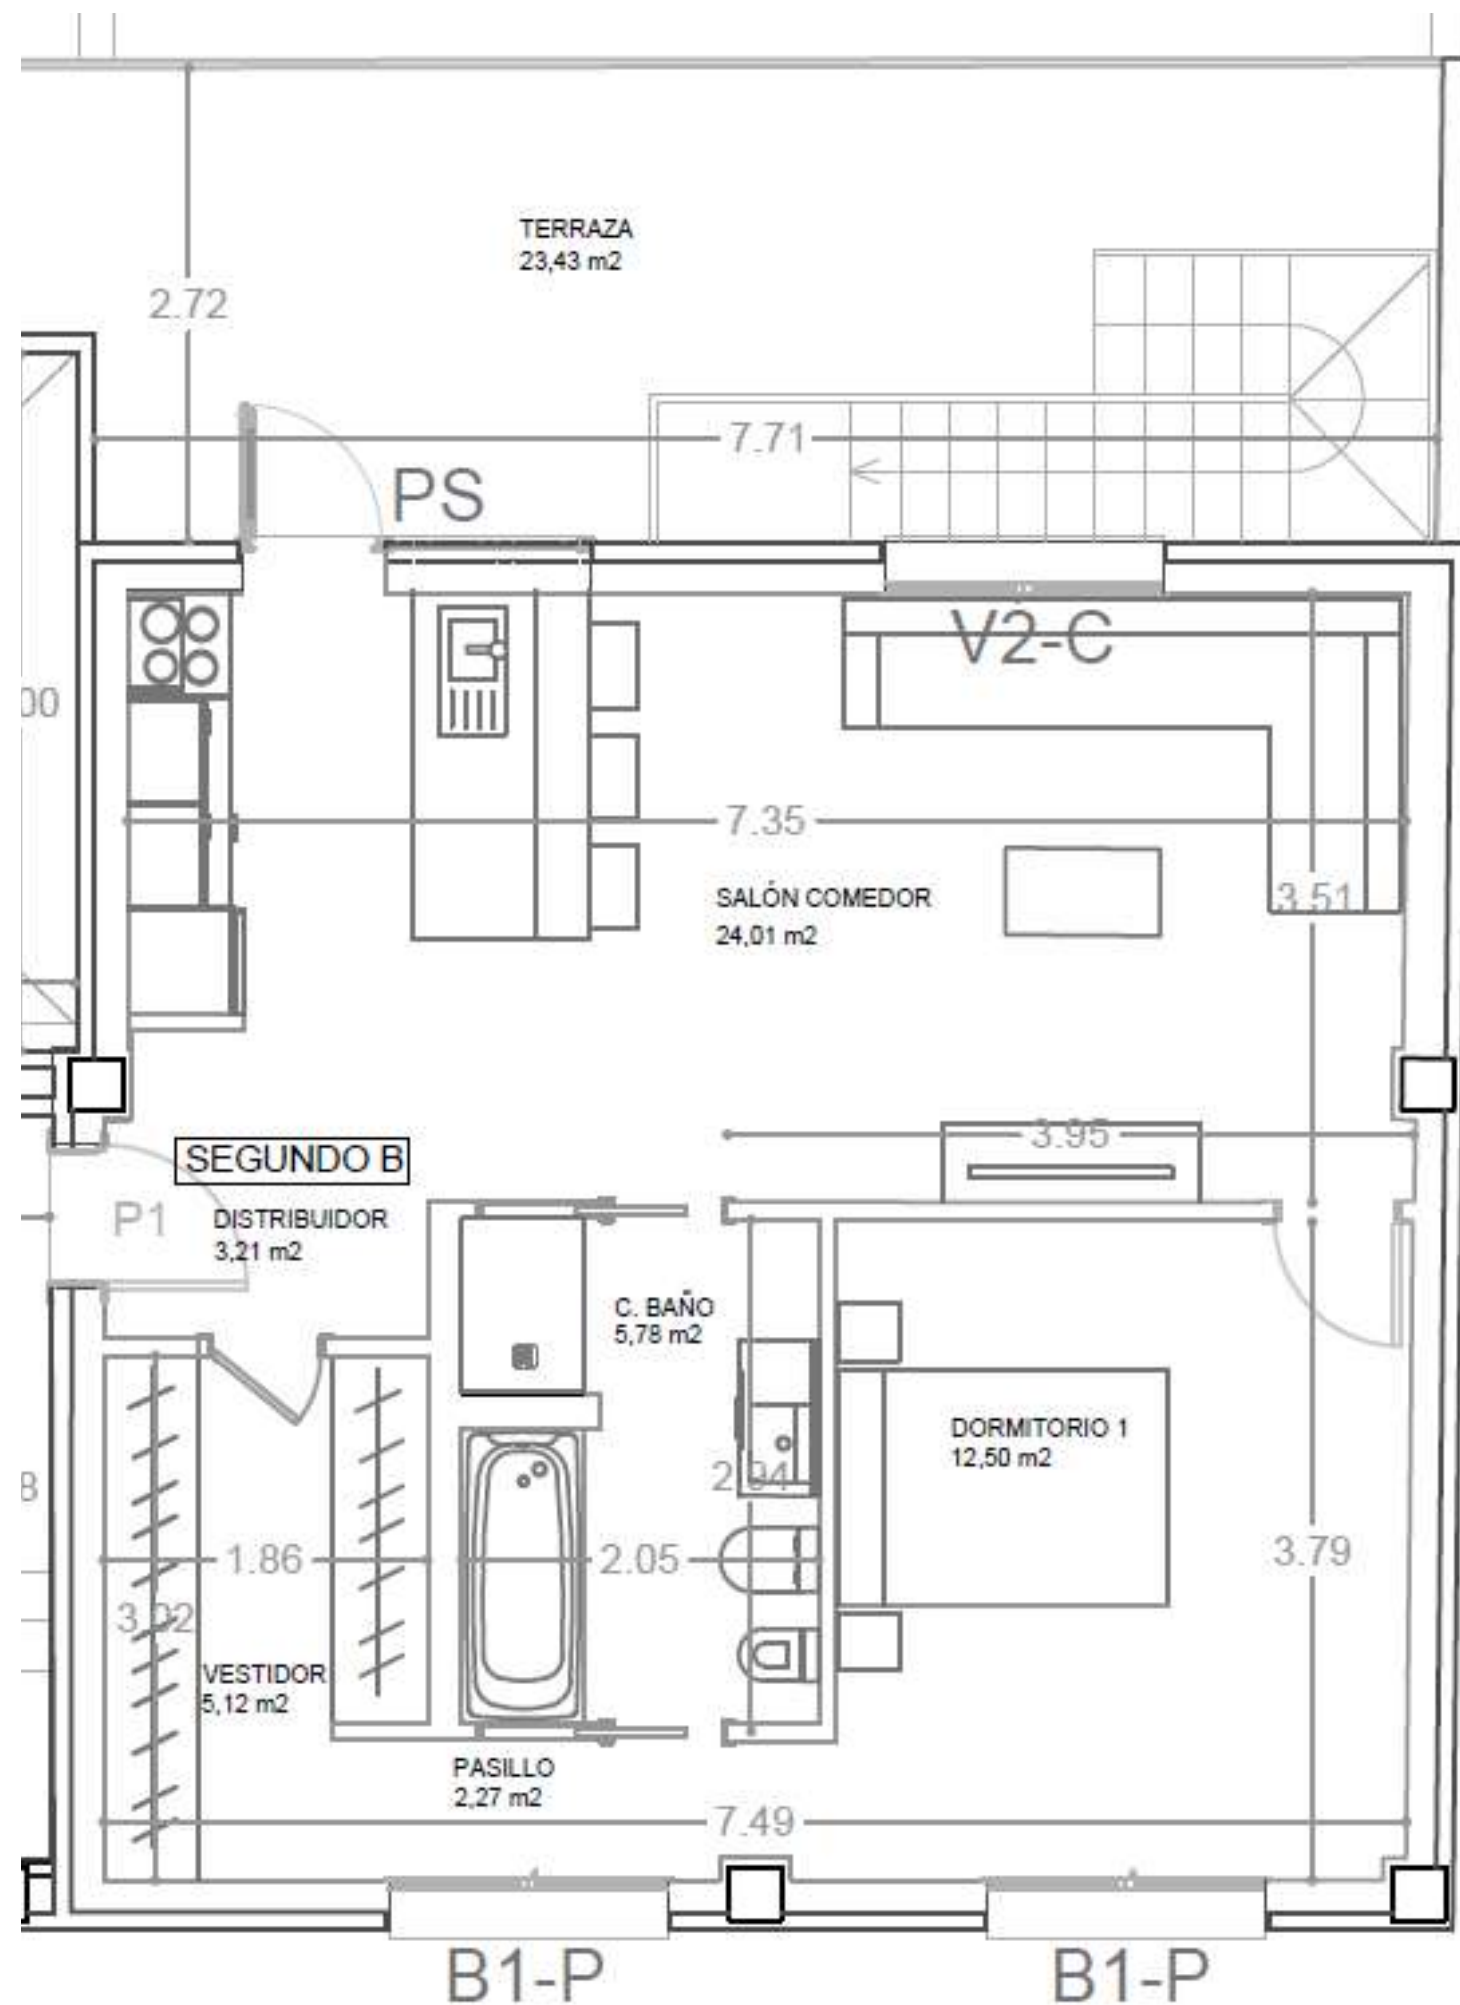 TERRAZA
23,43 m2
2.72
7.71
PS
V2-C
00
7.35
SALÓN COMEDOR
24,01 m2
3.51
3.95
SEGUNDO B
P1
DISTRIBUIDOR
3,21 m2
C. BAÑO
5,78 m2
DORMITORIO 1
12,50 m2
2.94
8
1.86
2.05
3.79
3.02
VESTIDOR
5,12 m2
PASILLO
2,27 m2
7.49
B1-P
B1-P